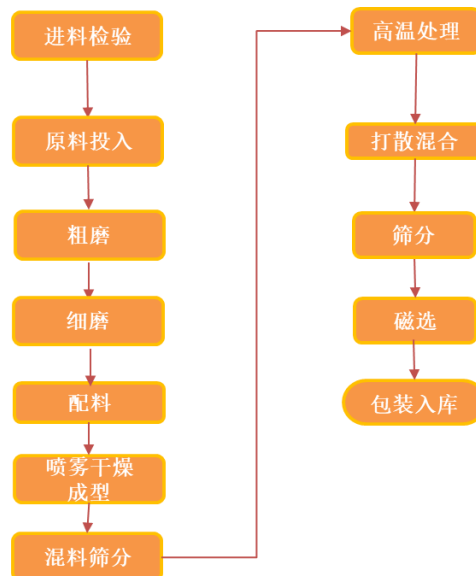 进料检验
原料投入
粗磨
细磨
配料
喷雾干燥
成型
混料筛分
高温处理
打散混合
筛分
磁选
包装入库